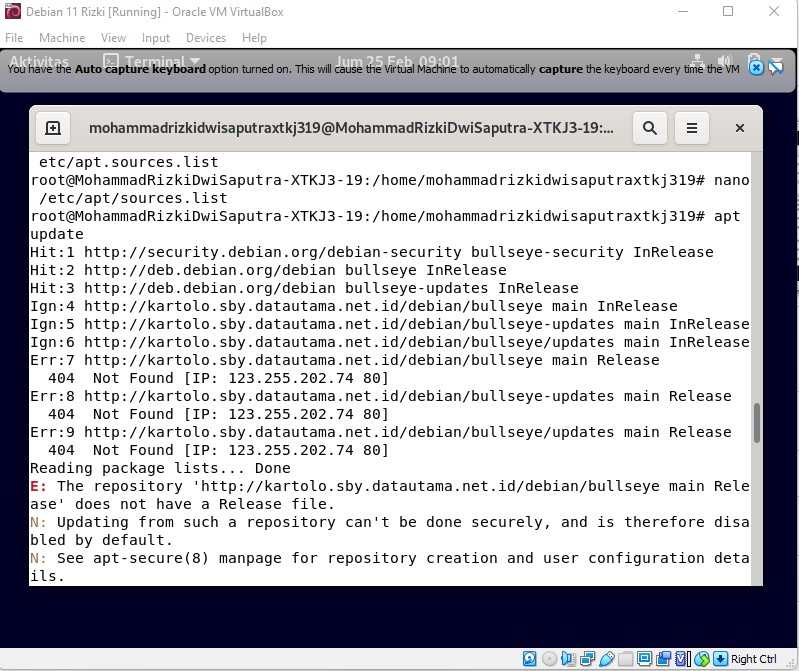 Debian 11 Rizki [Running] - Oracle VM VirtualBox
File Machine View Input Devices Help
Aktivitas Terminal Jum 25 Feb 09:01
You have the Auto capture keyboard option turned on. This will cause the Virtual Machine to automatically capture the keyboard every time the VM
mohammadrizkidwisaputraxtkj319@MohammadRizkiDwiSaputra-XTKJ3-19:...
etc/apt.sources.list
root@MohammadRizkiDwiSaputra-XTKJ3-19:/home/mohammadrizkidwisaputraxtkj319# nano
/etc/apt/sources.list
root@MohammadRizkiDwiSaputra-XTKJ3-19:/home/mohammadrizkidwisaputraxtkj319# apt
update
Hit:1 http://security.debian.org/debian-security bullseye-security InRelease
Hit:2 http://deb.debian.org/debian bullseye InRelease
Hit:3 http://deb.debian.org/debian bullseye-updates InRelease
Ign:4 http://kartolo.sby.datautama.net.id/debian/bullseye main InRelease
Ign:5 http://kartolo.sby.datautama.net.id/debian/bullseye-updates main InRelease
Ign:6 http://kartolo.sby.datautama.net.id/debian/bullseye/updates main InRelease
Err:7 http://kartolo.sby.datautama.net.id/debian/bullseye main Release
404 Not Found [IP: 123.255.202.74 80]
Err:8 http://kartolo.sby.datautama.net.id/debian/bullseye-updates main Release
404 Not Found [IP: 123.255.202.74 80]
Err:9 http://kartolo.sby.datautama.net.id/debian/bullseye/updates main Release
404 Not Found [IP: 123.255.202.74 80]
Reading package lists... Done
E: The repository 'http://kartolo.sby.datautama.net.id/debian/bullseye main Rele
ase' does not have a Release file.
N: Updating from such a repository can't be done securely, and is therefore disa
bled by default.
N: See apt-secure(8) manpage for repository creation and user configuration deta
ils.
Right Ctrl